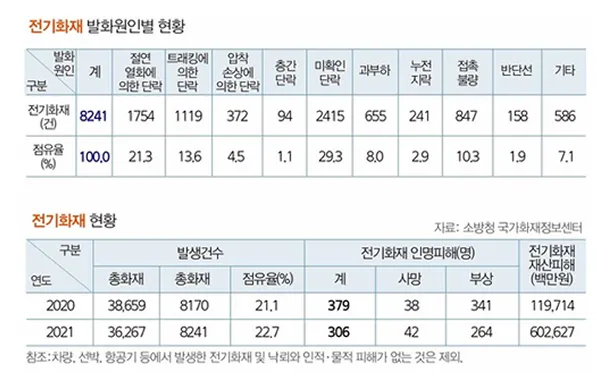 전기화재 발화원인별 현황
발화원인 구분 계 절연열화에 의한 단락 트래킹에 의한 단락 압착손상에 의한 단락 층간단락 미확인단락 과부하 누전지락 접촉불량 반단선 기타
전기화재(건) 8241 1754 1119 372 94 2415 655 241 847 158 586
점유율(%) 100.0 21.3 13.6 4.5 1.1 29.3 8.0 2.9 10.3 1.9 7.1
전기화재 현황 자료: 소방청 국가화재정보센터
구분 연도 발생건수 전기화재 인명피해(명) 전기화재 재산피해(백만원)
총화재 총화재 점유율(%) 계 사망 부상
2020 38,659 8170 21.1 379 38 341 119,714
2021 36,267 8241 22.7 306 42 264 602,627
참조:차량, 선박, 항공기 등에서 발생한 전기화재 및 낙뢰와 인적·물적 피해가 없는 것은 제외.